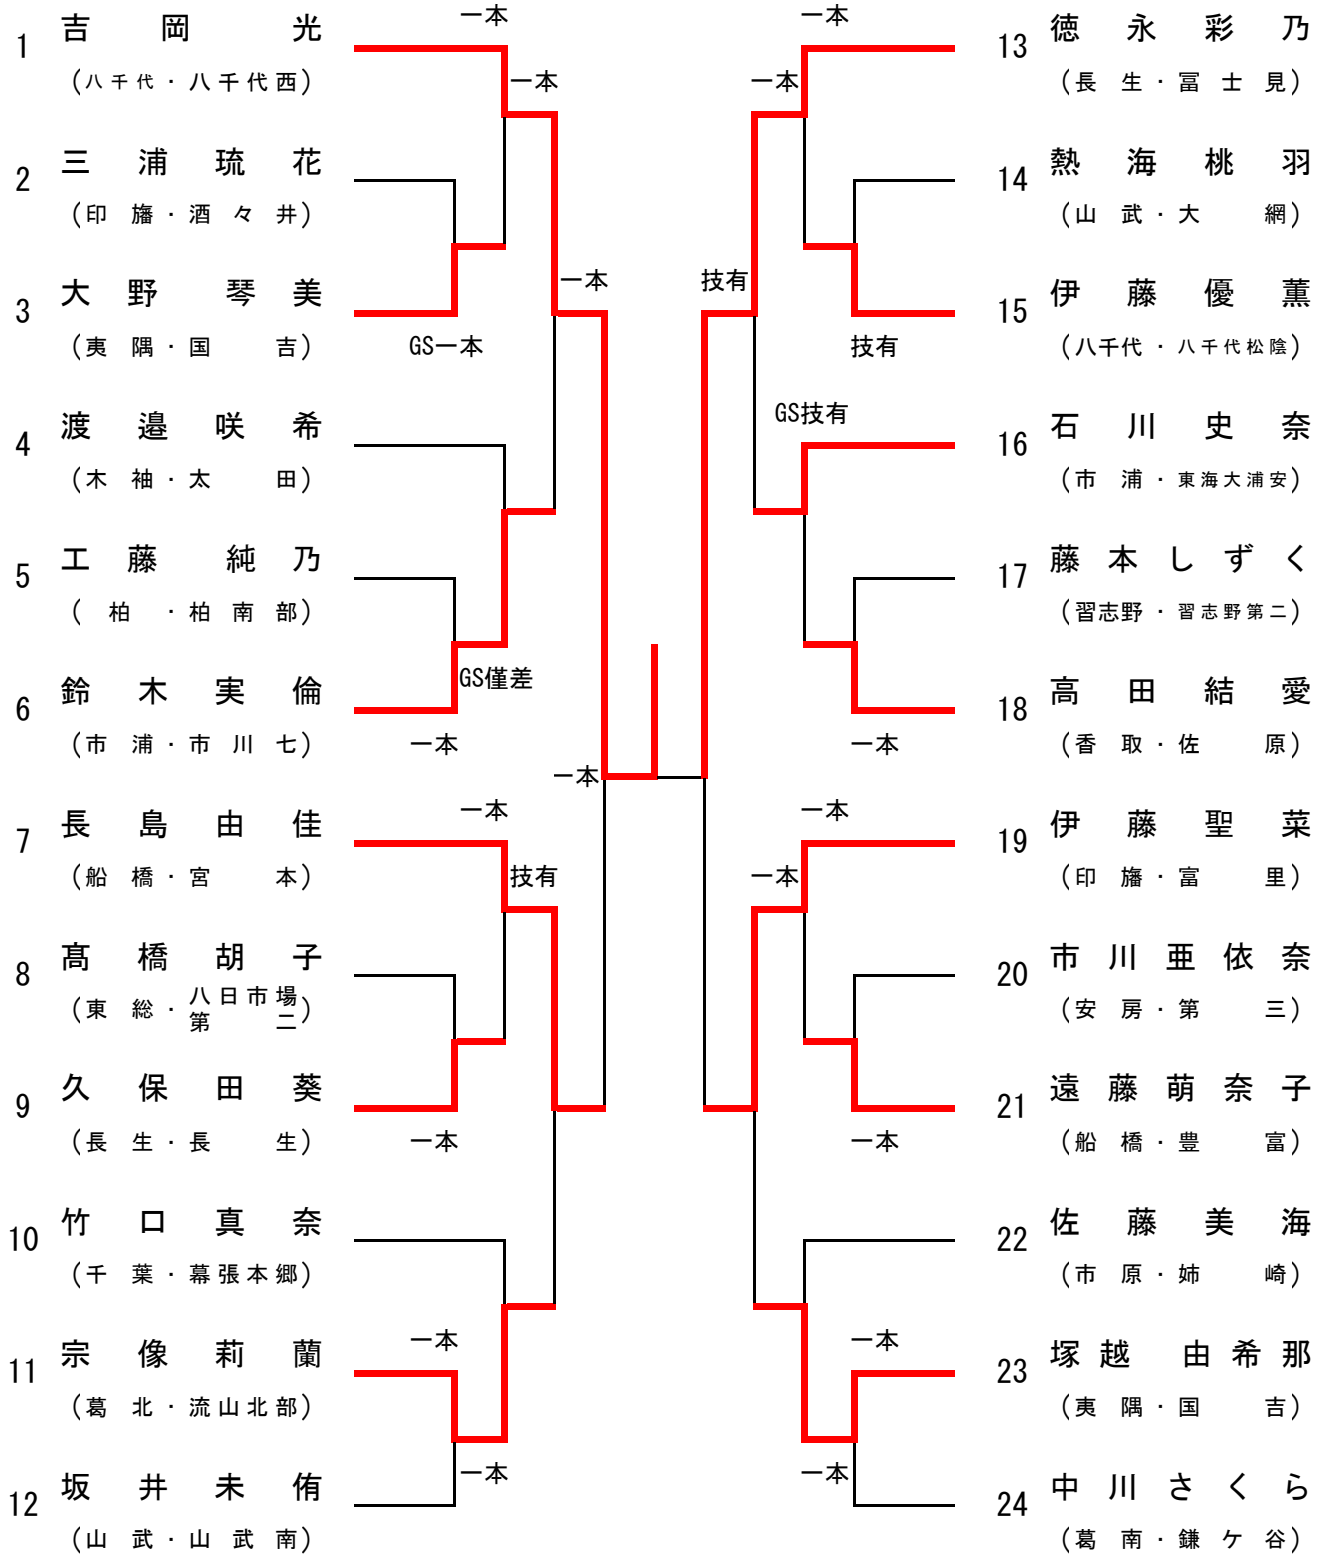 1 吉岡光
(八千代・八千代西)
2 三浦琉花
(印旛・酒々井)
3 大野琴美
(夷隅・国吉)
4 渡邉咲希
(木袖・太田)
5 工藤純乃
(柏・柏南部)
6 鈴木実倫
(市浦・市川七)
7 長島由佳
(船橋・宮本)
8 髙橋胡子
(東総・八日市場第二)
9 久保田葵
(長生・長生)
10 竹口真奈
(千葉・幕張本郷)
11 宗像莉蘭
(葛北・流山北部)
12 坂井未侑
(山武・山武南)
一本
一本
一本
GS一本
GS僅差
一本
一本
一本
技有
一本
一本
一本
一本
一本
技有
技有
GS技有
一本
一本
一本
一本
一本
一本
13 徳永彩乃
(長生・冨士見)
14 熱海桃羽
(山武・大網)
15 伊藤優薫
(八千代・八千代松陰)
16 石川史奈
(市浦・東海大浦安)
17 藤本しずく
(習志野・習志野第二)
18 高田結愛
(香取・佐原)
19 伊藤聖菜
(印旛・富里)
20 市川亜依奈
(安房・第三)
21 遠藤萌奈子
(船橋・豊富)
22 佐藤美海
(市原・姉崎)
23 塚越由希那
(夷隅・国吉)
24 中川さくら
(葛南・鎌ケ谷)